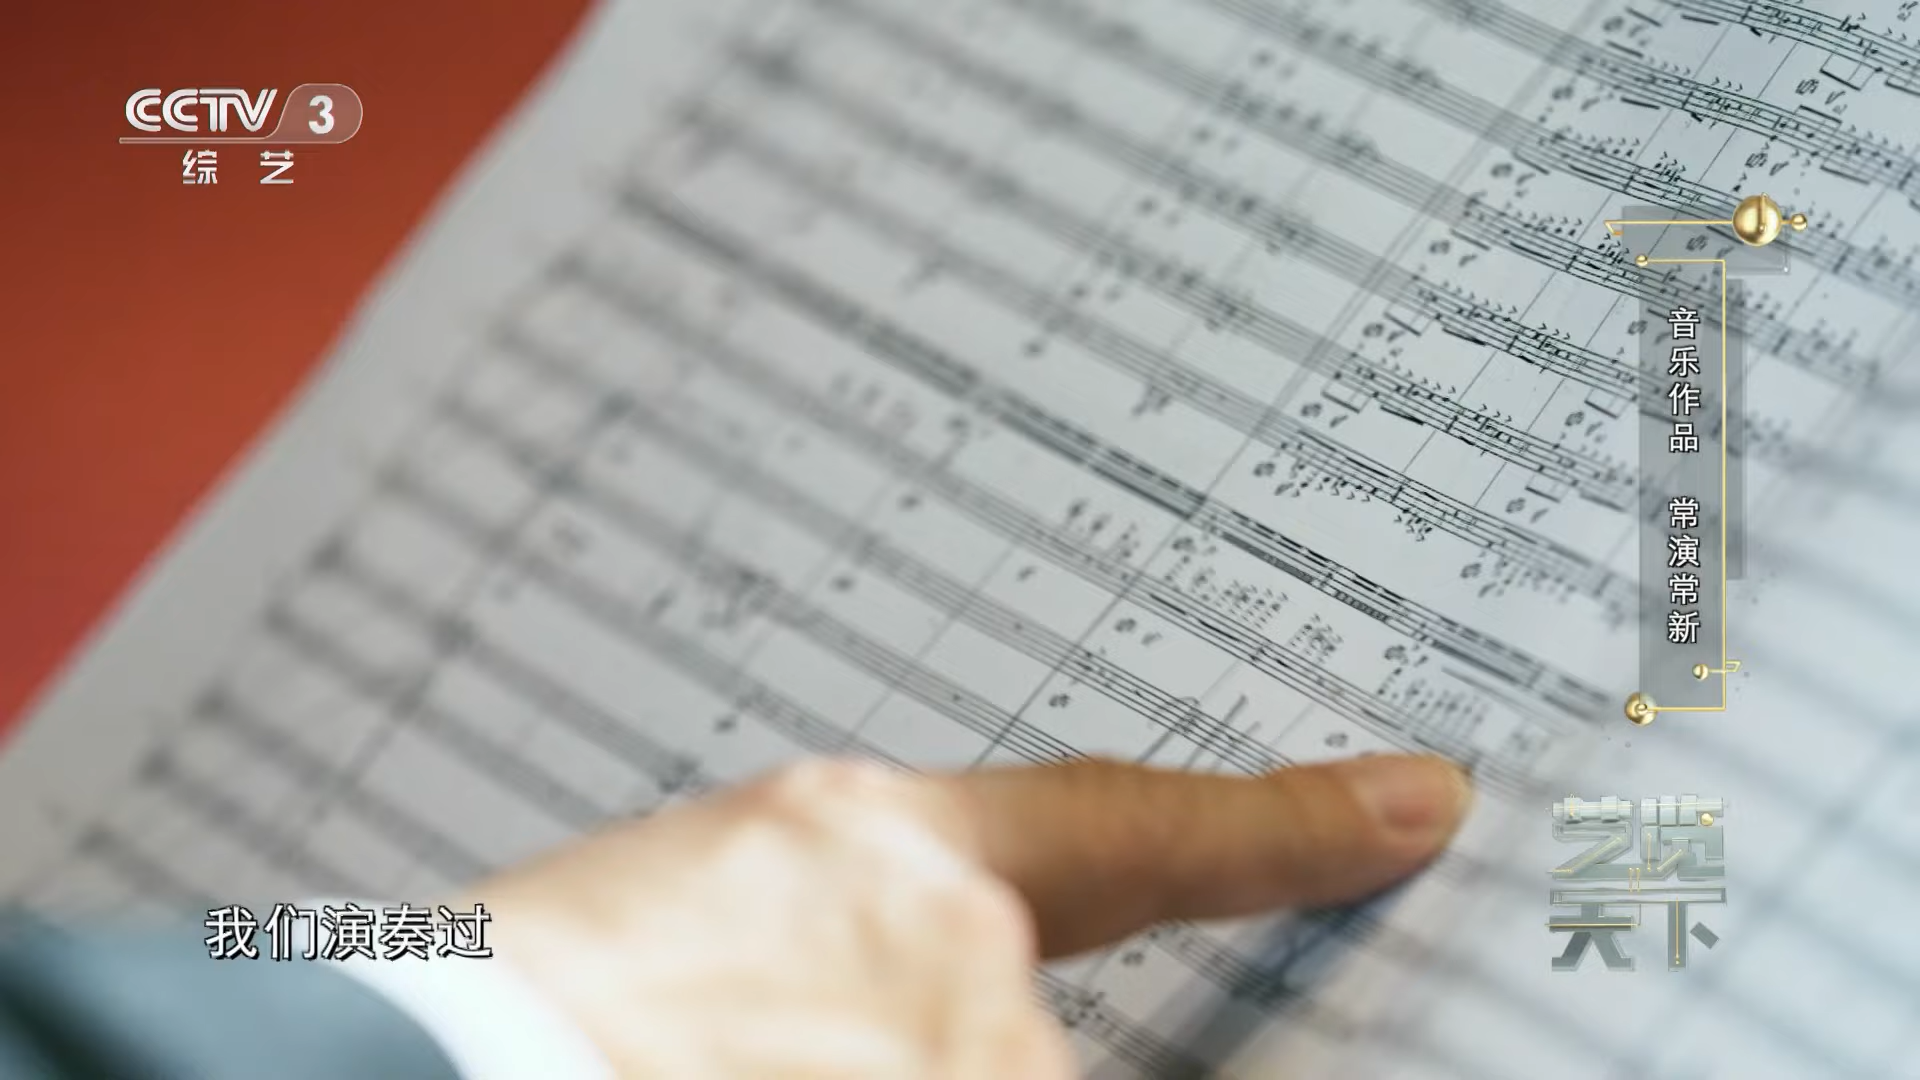 CCTV 3
综艺
音乐作品 常演常新
艺览
天下
我们演奏过